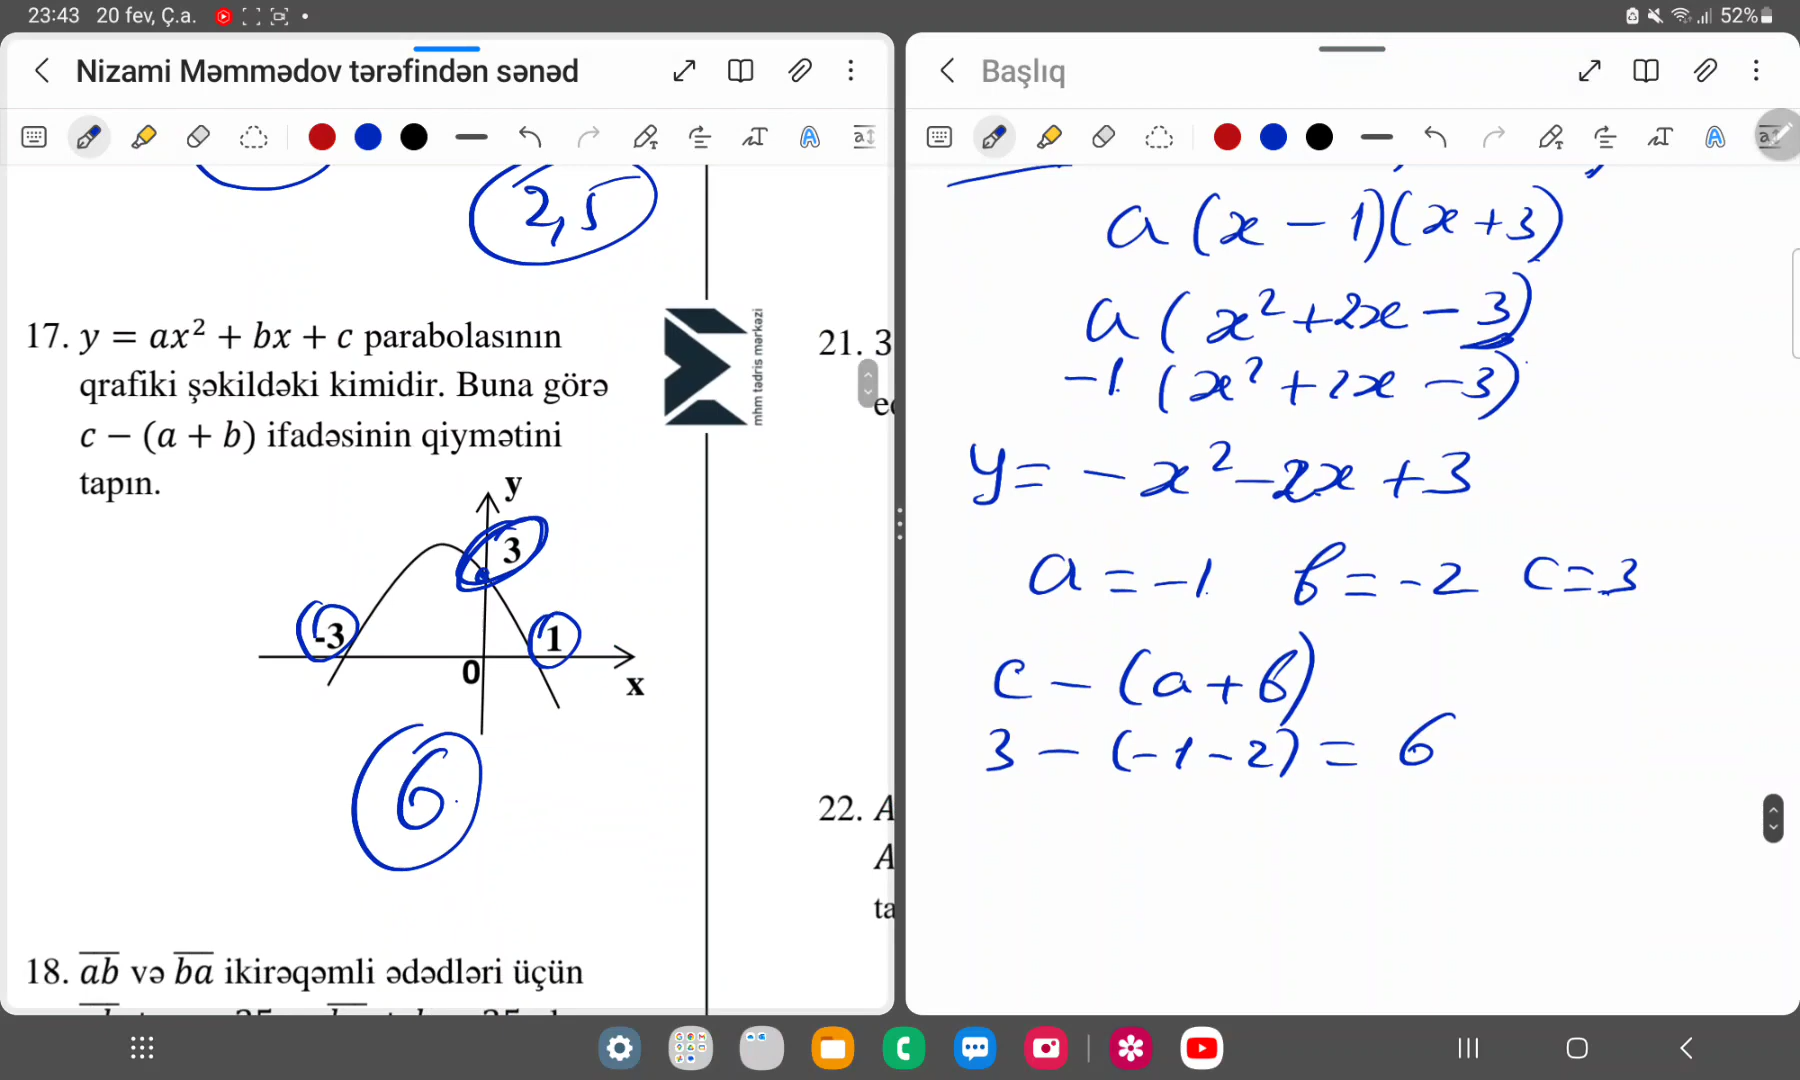 23:43 20 fev, Ç.a.
52%
Nizami Məmmədov tərəfindən sənəd
2,5
17. y = ax² + bx + c parabolasının
qrafiki şəkildəki kimidir. Buna görə
c − (a + b) ifadəsinin qiymətini
tapın.
y
3
-3
1
0
x
6
18. ab və ba ikirəqəmli ədədləri üçün
mhm tədris mərkəzi
21. 3
22. A
A
ta
Başlıq
a(x − 1)(x + 3)
a(x² + 2x − 3)
−1(x² + 2x − 3)
y = −x² − 2x + 3
a = −1 b = −2 c = 3
c − (a + b)
3 − (−1 − 2) = 6